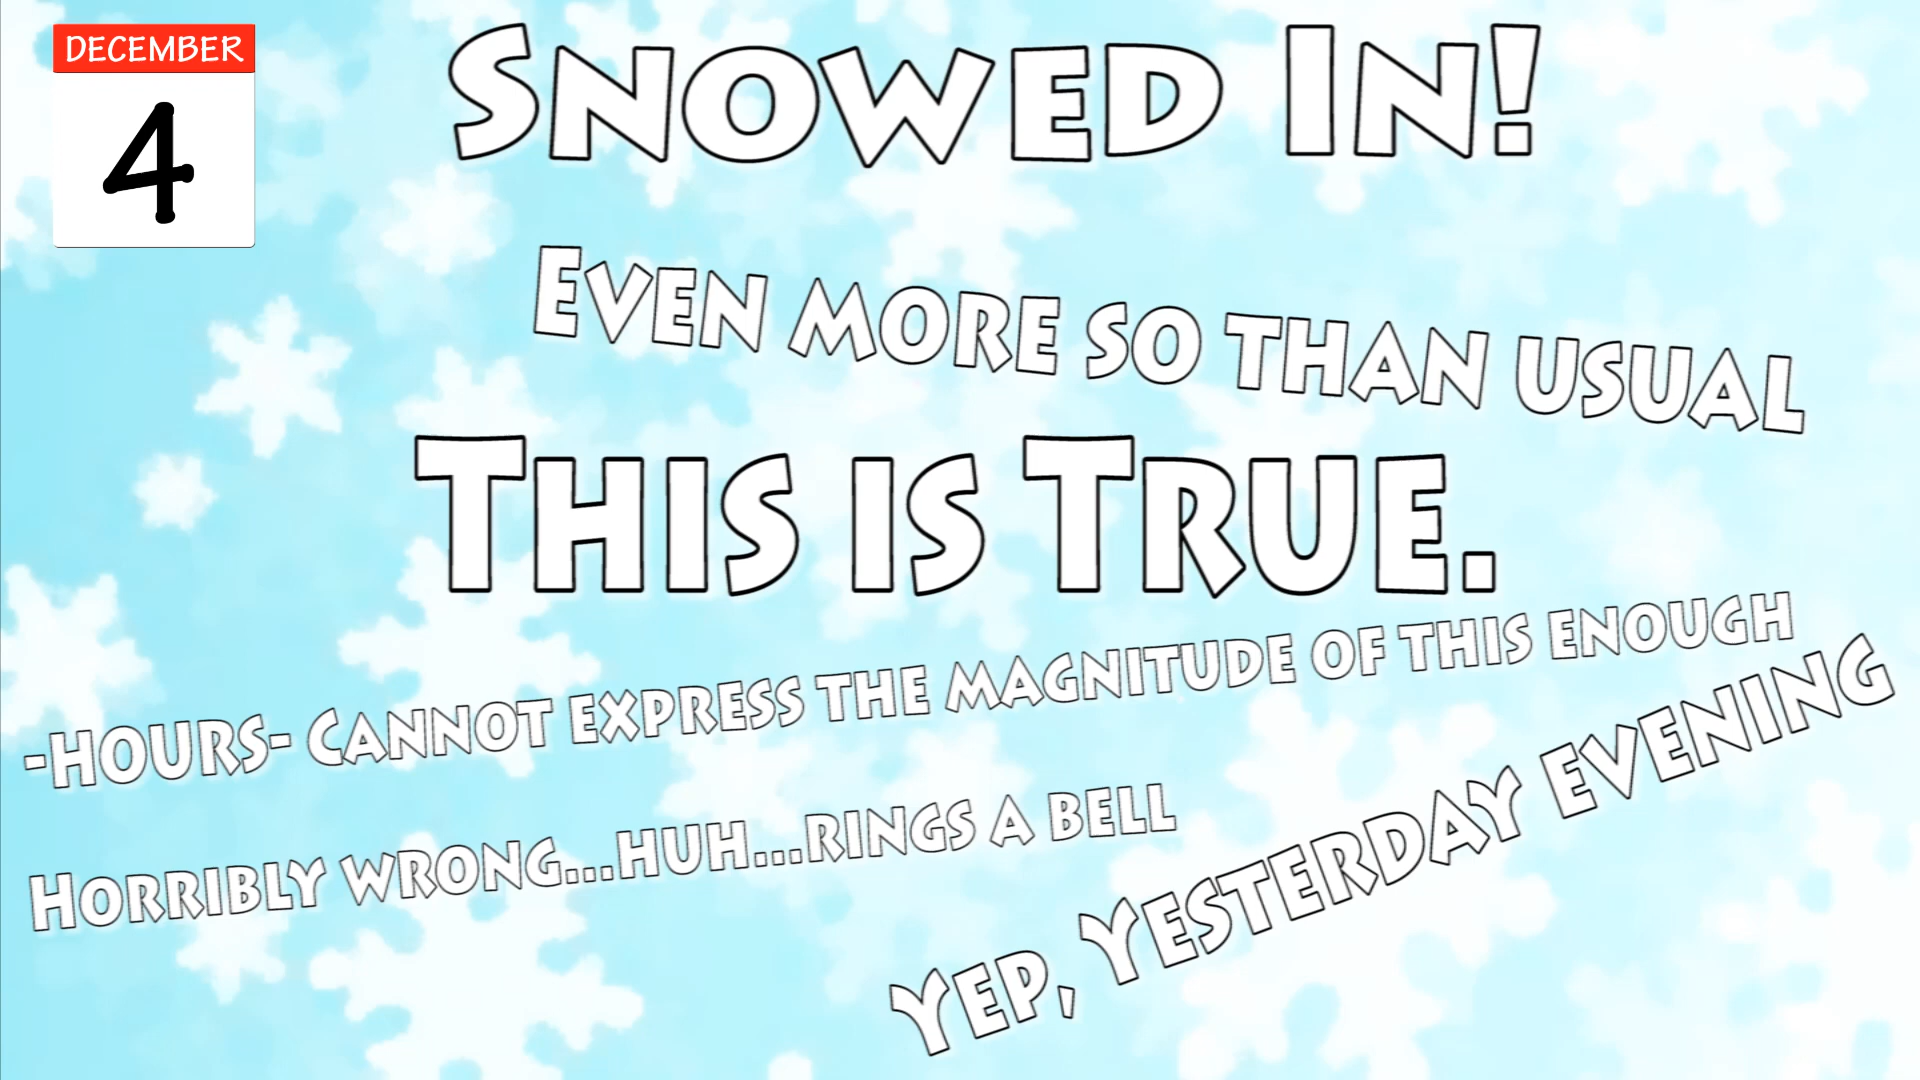 DECEMBER
4
SNOWED IN!
EVEN MORE SO THAN USUAL
THIS IS TRUE.
-HOURS- CANNOT EXPRESS THE MAGNITUDE OF THIS ENOUGH
HORRIBLY WRONG...HUH...RINGS A BELL
YEP, YESTERDAY EVENING